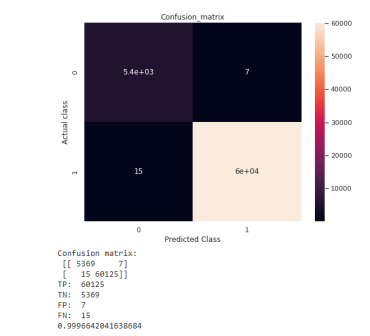 Confusion_matrix
60000
5.4e+03 7
0
50000
40000
Actual class
30000
15 6e+04
1
20000
10000
0 1
Predicted Class
Confusion matrix:
[[ 5369 7]
[ 15 60125]]
TP: 60125
TN: 5369
FP: 7
FN: 15
0.9996642041638684